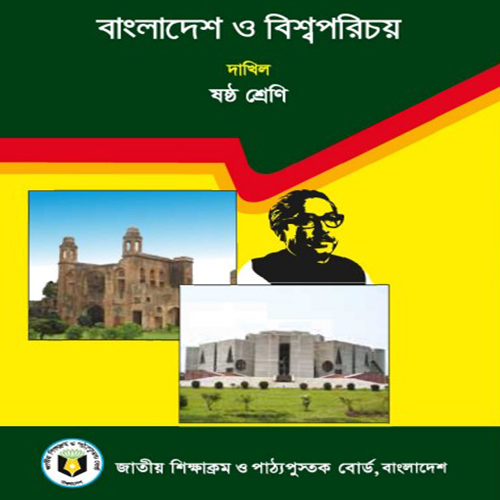 বাংলাদেশ ও বিশ্বপরিচয়
দাখিল
ষষ্ঠ শ্রেণি
জাতীয় শিক্ষাক্রম ও পাঠ্যপুস্তক বোর্ড, বাংলাদেশ